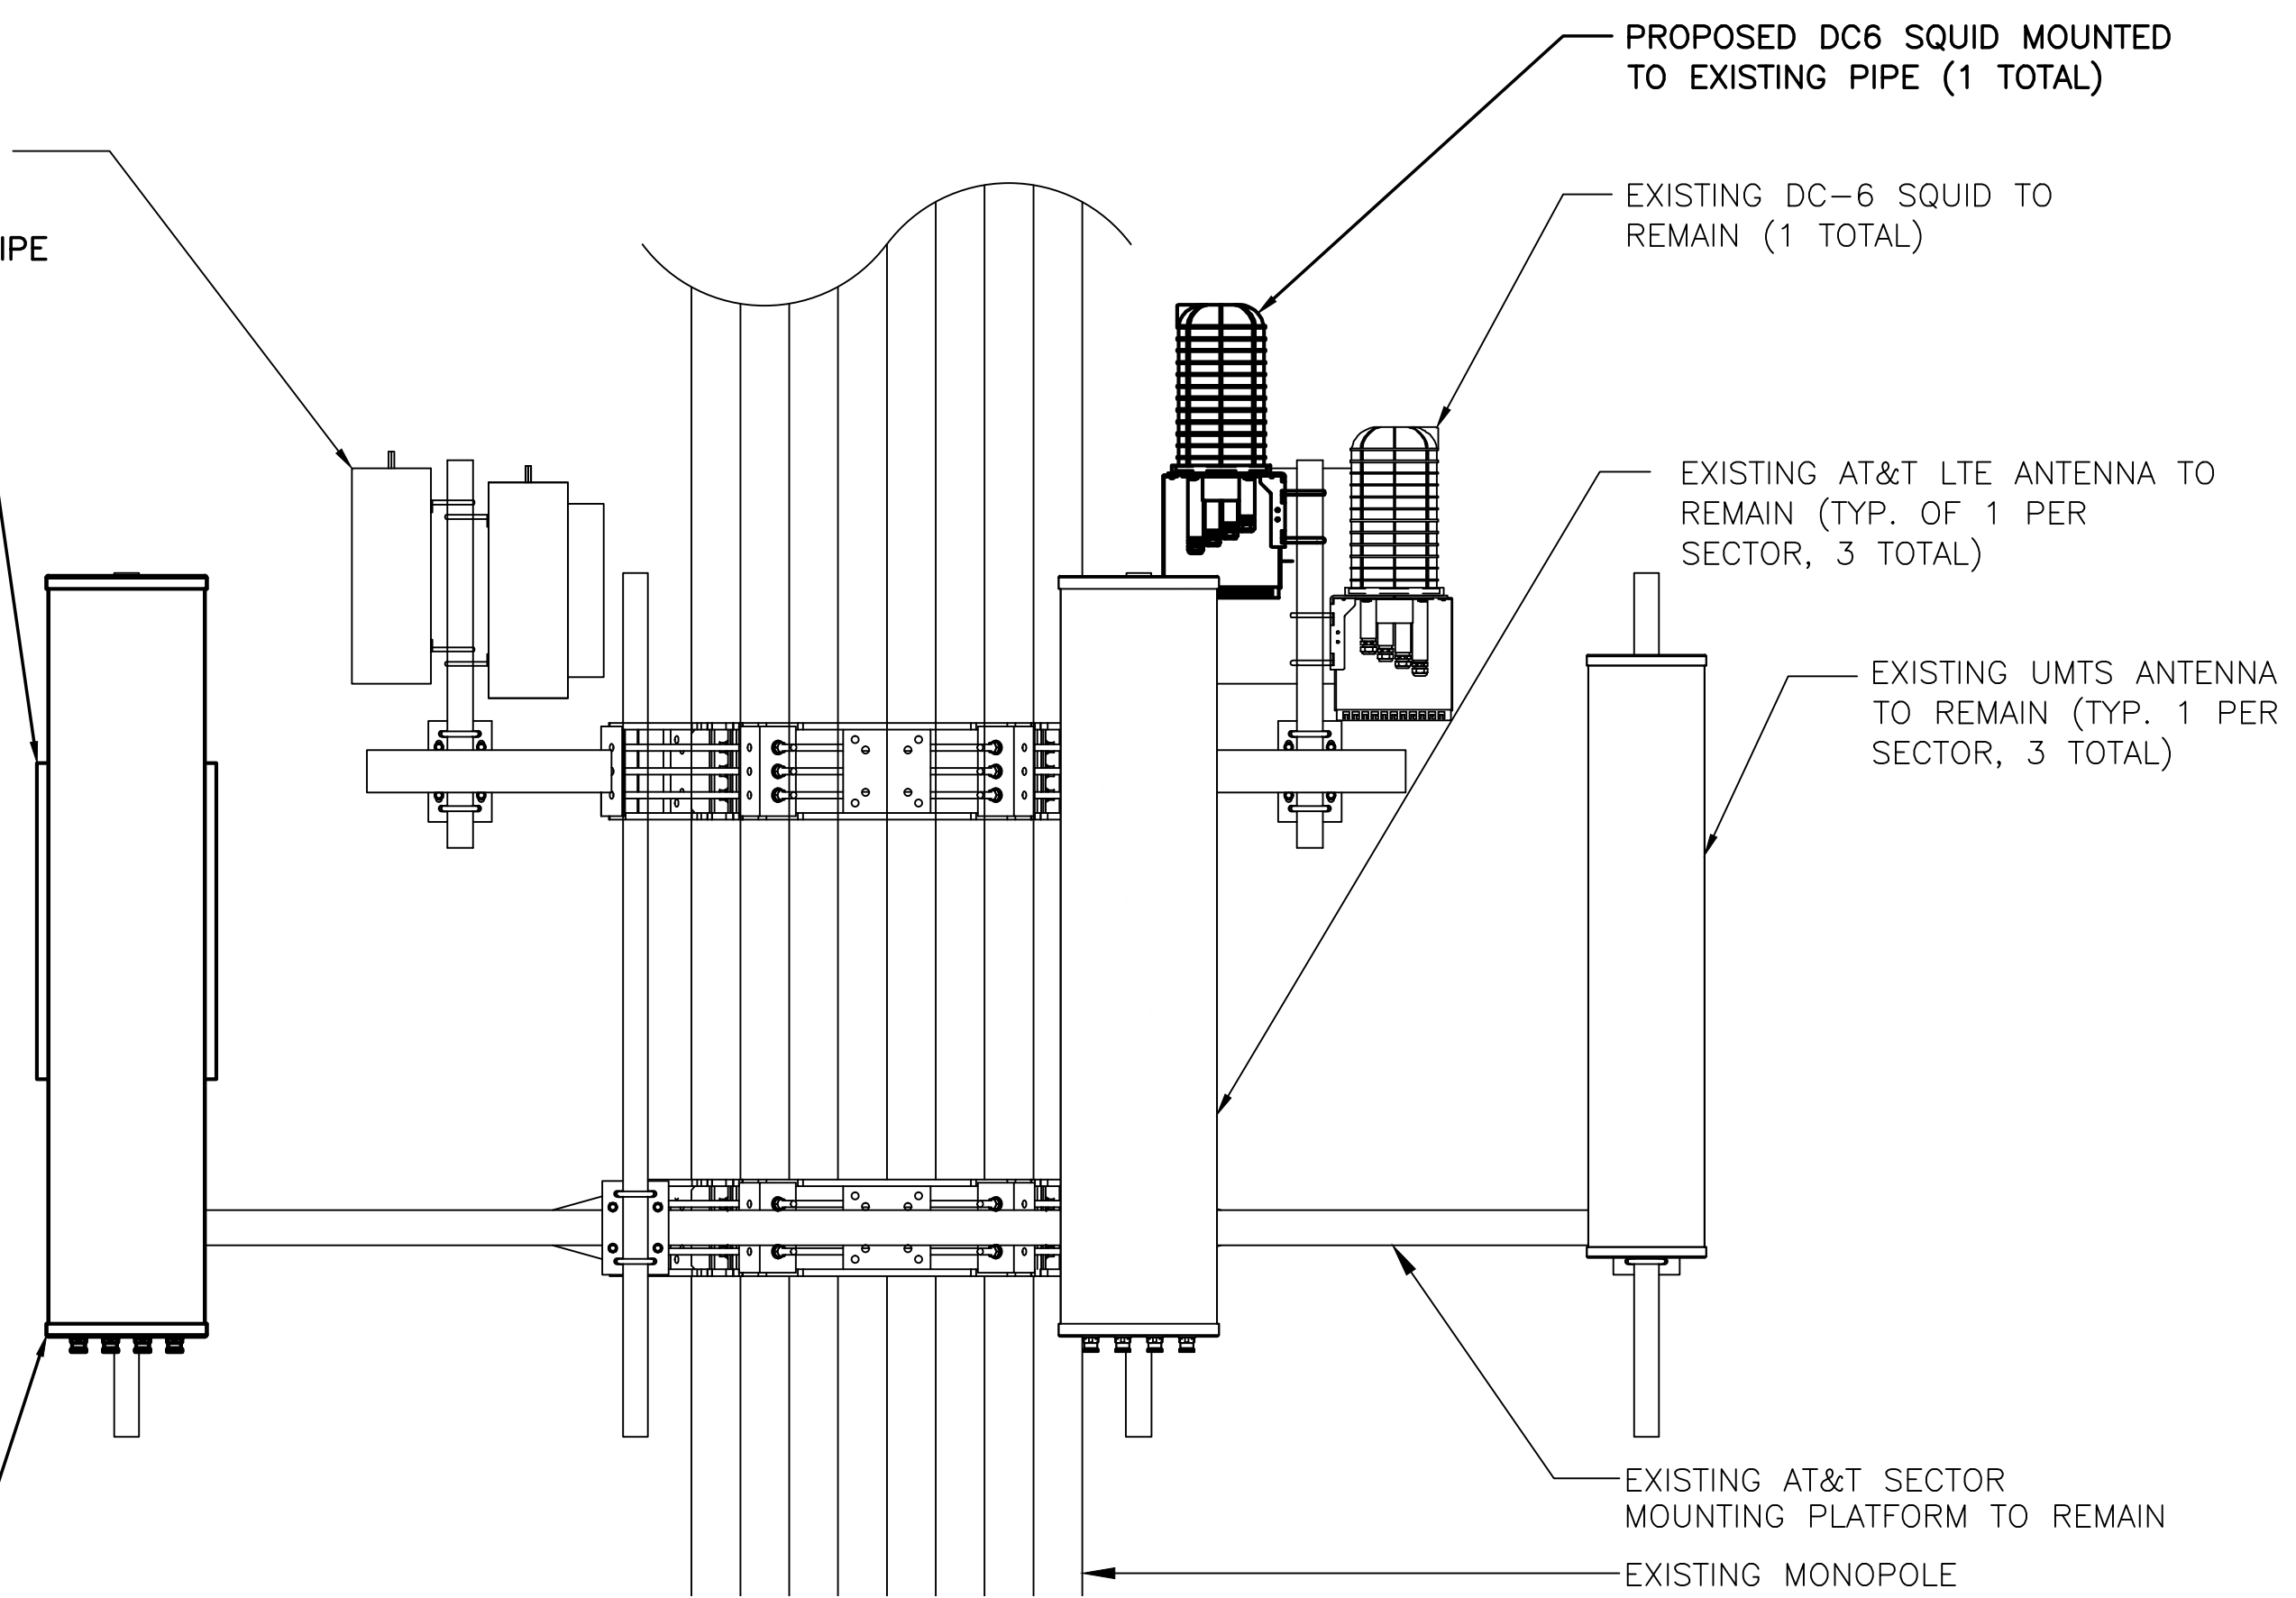 PROPOSED DC6 SQUID MOUNTED
TO EXISTING PIPE (1 TOTAL)
EXISTING DC-6 SQUID TO
REMAIN (1 TOTAL)
IPE
EXISTING AT&T LTE ANTENNA TO
REMAIN (TYP. OF 1 PER
SECTOR, 3 TOTAL)
EXISTING UMTS ANTENNA
TO REMAIN (TYP. 1 PER
SECTOR, 3 TOTAL)
EXISTING AT&T SECTOR
MOUNTING PLATFORM TO REMAIN
EXISTING MONOPOLE